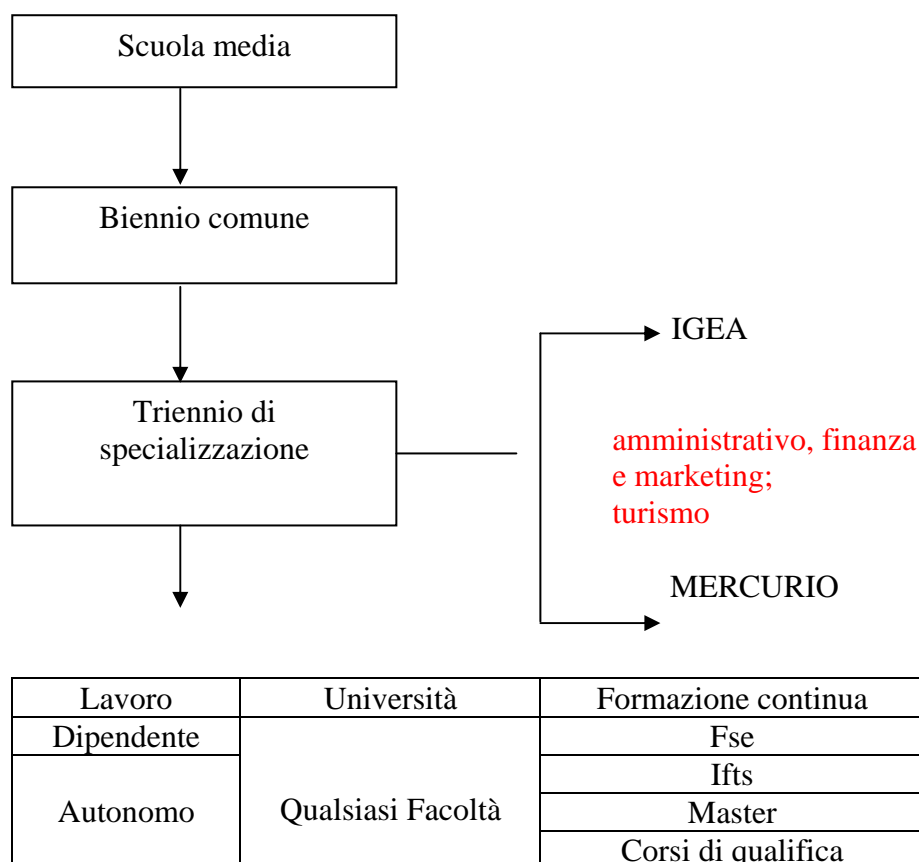 Scuola media
Biennio comune
Triennio di
specializzazione
IGEA
amministrativo, finanza
e marketing;
turismo
MERCURIO
Lavoro Università Formazione continua
Dipendente Fse
Ifts
Autonomo Qualsiasi Facoltà Master
Corsi di qualifica